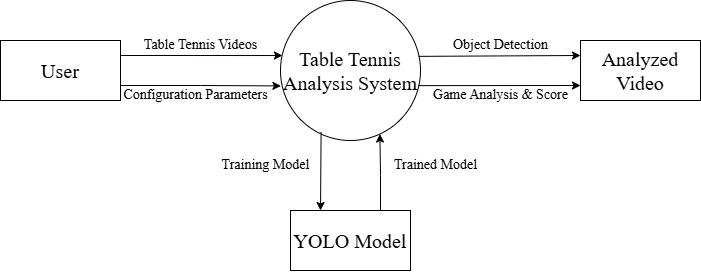 Table Tennis Videos
Object Detection
User
Table Tennis
Analysis System
Analyzed
Video
Configuration Parameters
Game Analysis & Score
Training Model
Trained Model
YOLO Model